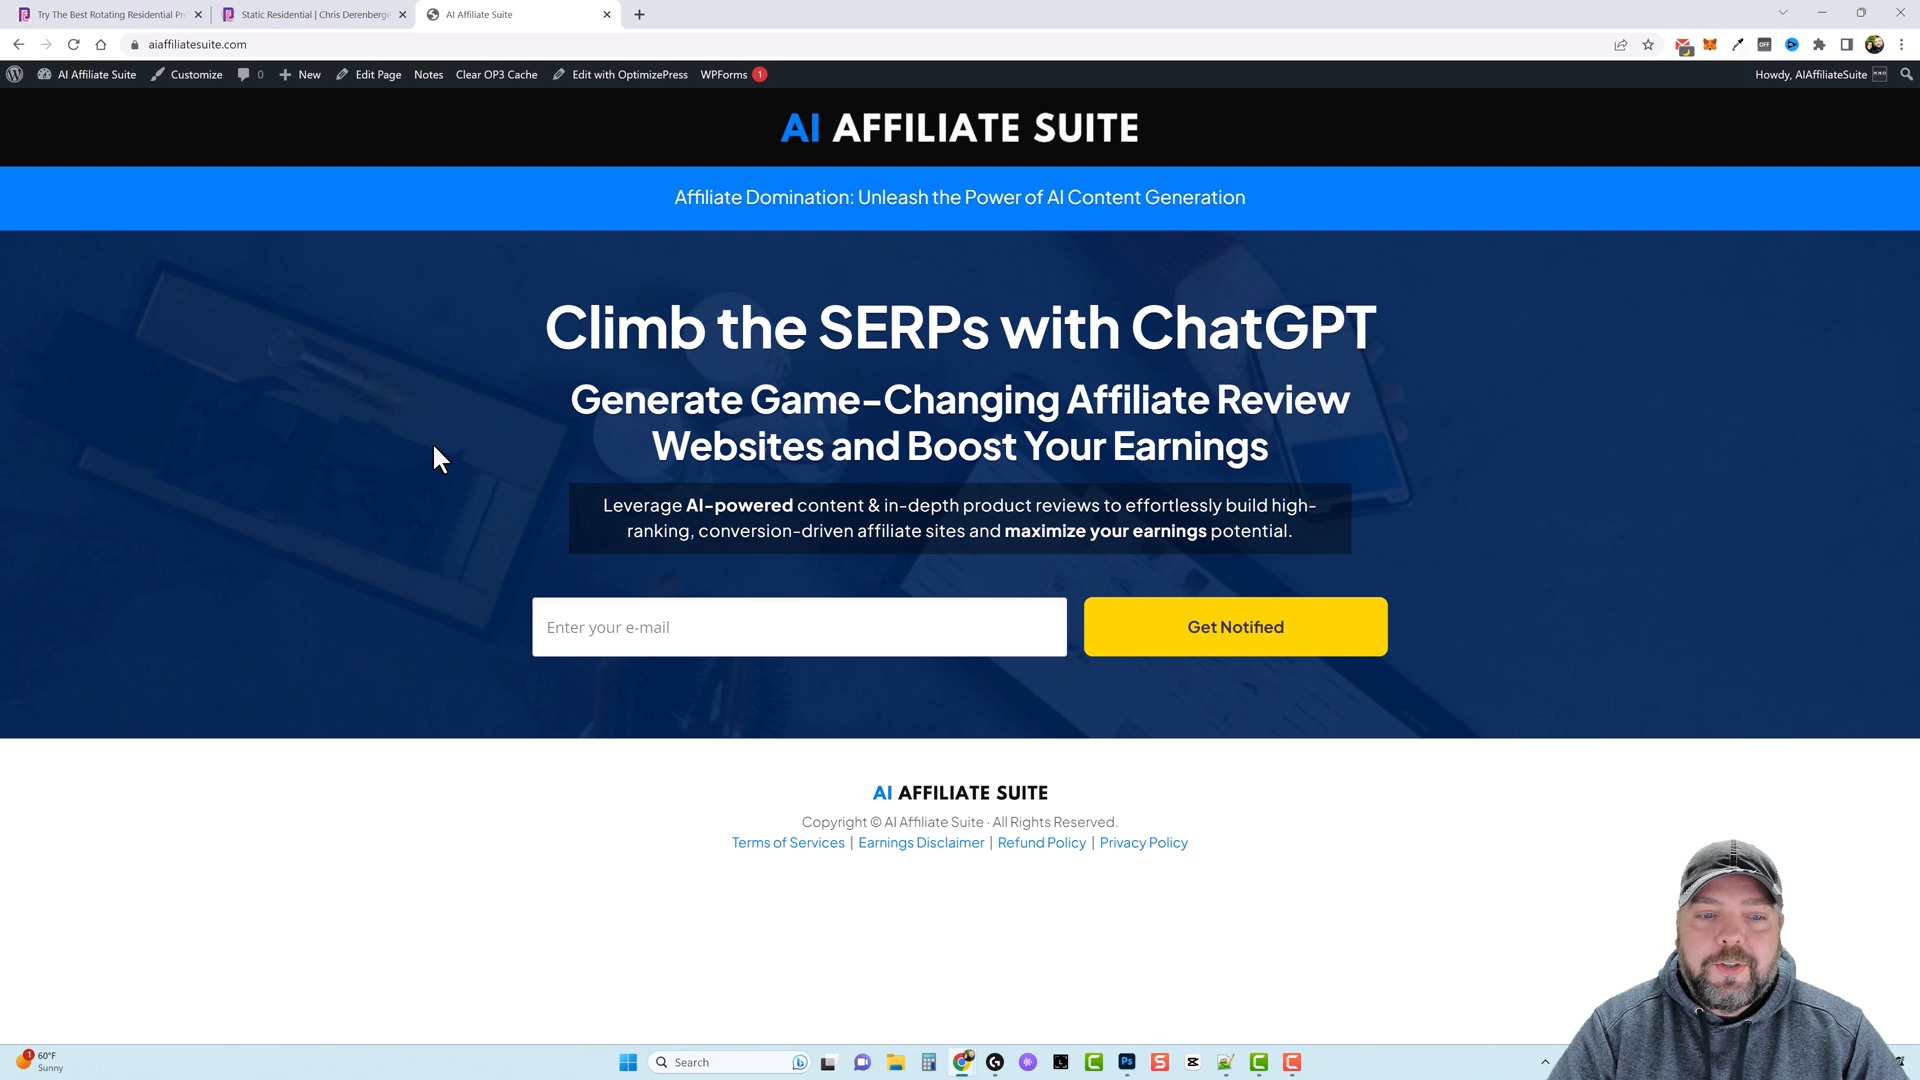 Try The Best Rotating Residential Pr
Static Residential | Chris Derenberge
AI Affiliate Suite
aiaffiliatesuite.com
AI Affiliate Suite
Customize
0
New
Edit Page
Notes
Clear OP3 Cache
Edit with OptimizePress
WPForms 1
Howdy, AIAffiliateSuite
AI AFFILIATE SUITE
Affiliate Domination: Unleash the Power of AI Content Generation
Climb the SERPs with ChatGPT
Generate Game-Changing Affiliate Review
Websites and Boost Your Earnings
Leverage AI-powered content & in-depth product reviews to effortlessly build high-
ranking, conversion-driven affiliate sites and maximize your earnings potential.
Enter your e-mail
Get Notified
AI AFFILIATE SUITE
Copyright © AI Affiliate Suite · All Rights Reserved.
Terms of Services | Earnings Disclaimer | Refund Policy | Privacy Policy
1
60°F
Sunny
Search